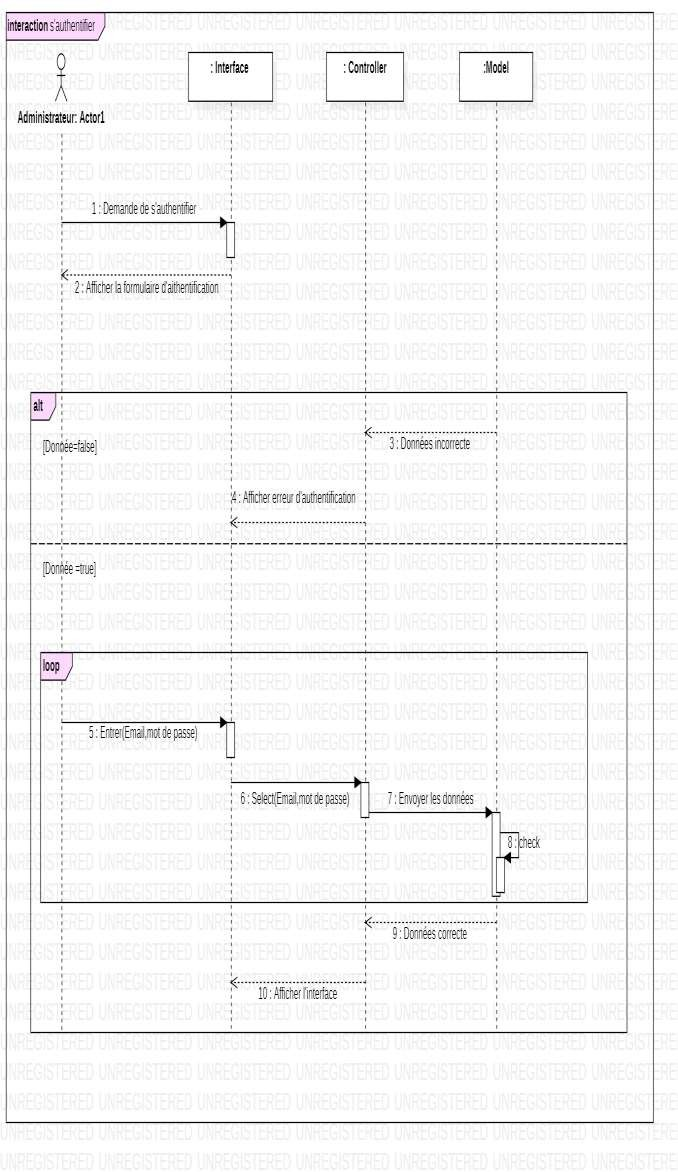 interaction s'authentifier
: Interface
: Controller
:Model
Administrateur: Actor1
1 : Demande de s'authentifier
2 : Afficher la formulaire d'aithentification
alt
3 : Données incorrecte
[Donnée=false]
4 : Afficher erreur d'authentification
[Donnée =true]
loop
5 : Entrer(Email,mot de passe)
6 : Select(Email,mot de passe)
7 : Envoyer les données
8 : check
9 : Données correcte
10 : Afficher l'interface
UNREGISTERED